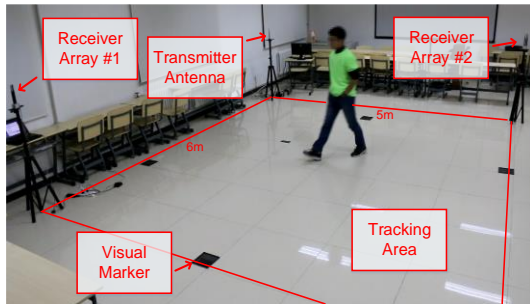 Receiver
Array #1
Transmitter
Antenna
Receiver
Array #2
5m
6m
Tracking
Area
Visual
Marker